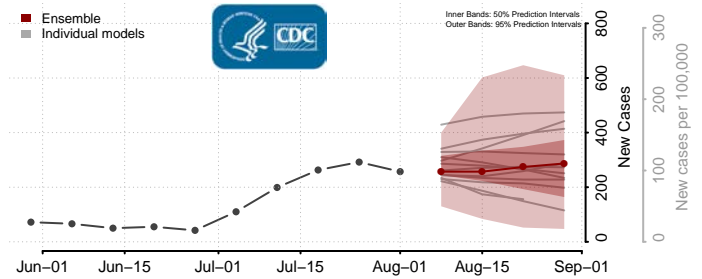 Ensemble
Individual models
CDC
Inner Bands: 50% Prediction Intervals
Outer Bands: 95% Prediction Intervals
0
200
400
600
800
New Cases
0
100
200
300
New cases per 100,000
Jun−01
Jun−15
Jul−01
Jul−15
Aug−01
Aug−15
Sep−01